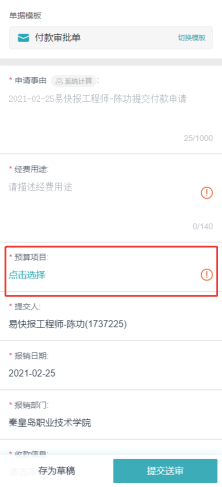 单据模板
付款审批单 切换模板
* 申请事由 系统计算 :
2021-02-25易快报工程师-陈功提交付款申请
25/1000
* 经费用途:
请描述经费用途
0/140
* 预算项目:
点击选择
* 提交人:
易快报工程师-陈功(1737225)
* 报销日期:
2021-02-25
* 报销部门:
秦皇岛职业技术学院
* 收款信息:
存为草稿 提交送审